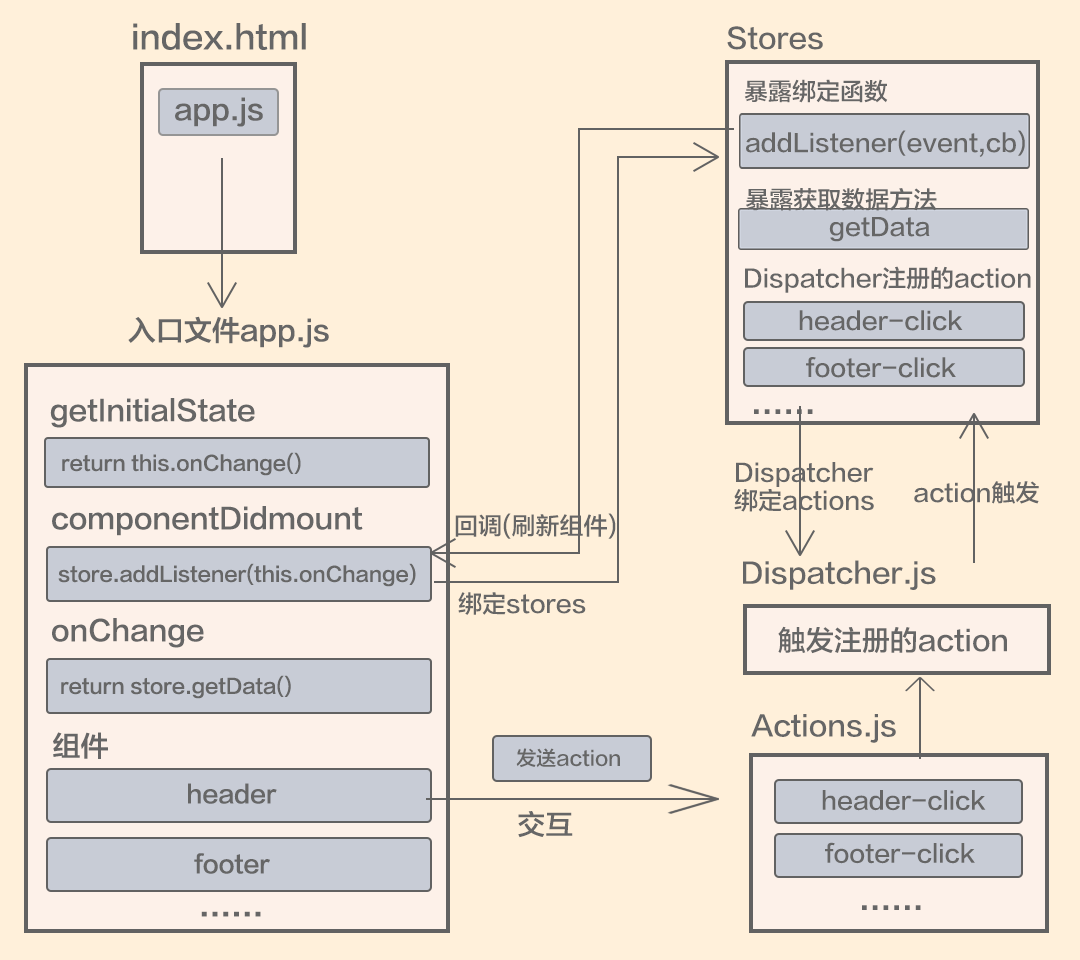 index.html
app.js
入口文件app.js
getInitialState
return this.onChange()
componentDidmount
store.addListener(this.onChange)
onChange
return store.getData()
组件
header
footer
......
回调(刷新组件)
绑定stores
发送action
交互
Stores
暴露绑定函数
addListener(event,cb)
暴露获取数据方法
getData
Dispatcher注册的action
header-click
footer-click
......
Dispatcher
绑定actions
action触发
Dispatcher.js
触发注册的action
Actions.js
header-click
footer-click
......